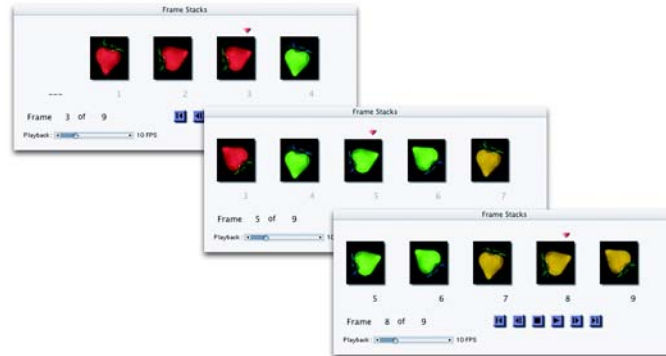 Frame Stacks
--- 1 2 3 4
Frame 3 of 9
Playback: 10 FPS
Frame Stacks
3 4 5 6 7
Frame 5 of 9
Playback: 10
Frame Stacks
5 6 7 8 9
Frame 8 of 9
Playback: 10 FPS